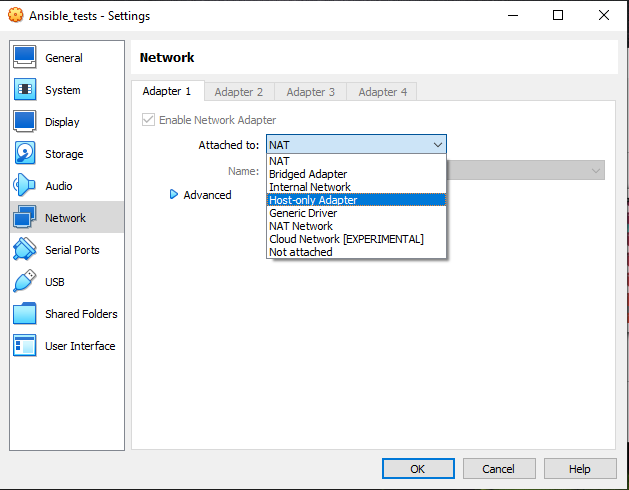 Ansible_tests - Settings
General
System
Display
Storage
Audio
Network
Serial Ports
USB
Shared Folders
User Interface
Network
Adapter 1 Adapter 2 Adapter 3 Adapter 4
Enable Network Adapter
Attached to: NAT
NAT
Bridged Adapter
Internal Network
Host-only Adapter
Generic Driver
NAT Network
Cloud Network [EXPERIMENTAL]
Not attached
Name:
Advanced
OK Cancel Help